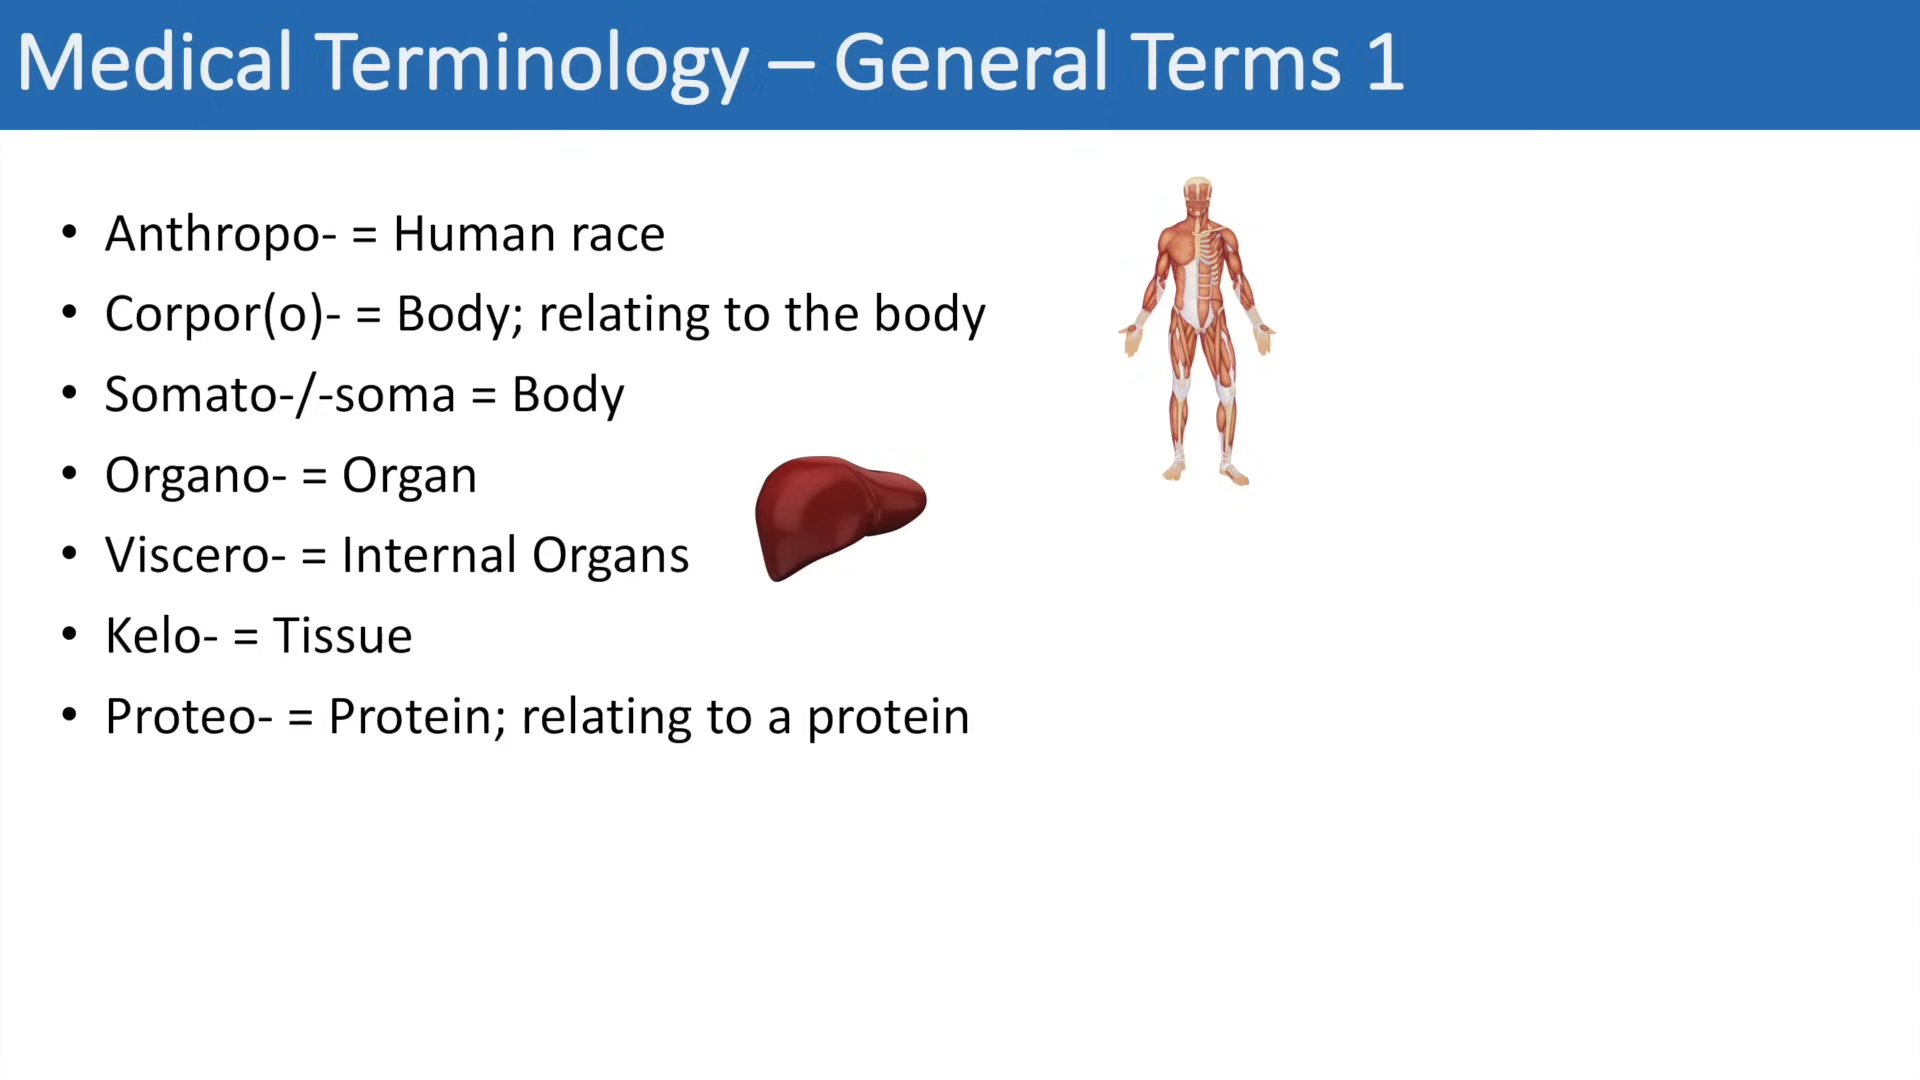 Medical Terminology – General Terms 1
• Anthropo- = Human race
• Corpor(o)- = Body; relating to the body
• Somato-/-soma = Body
• Organo- = Organ
• Viscero- = Internal Organs
• Kelo- = Tissue
• Proteo- = Protein; relating to a protein